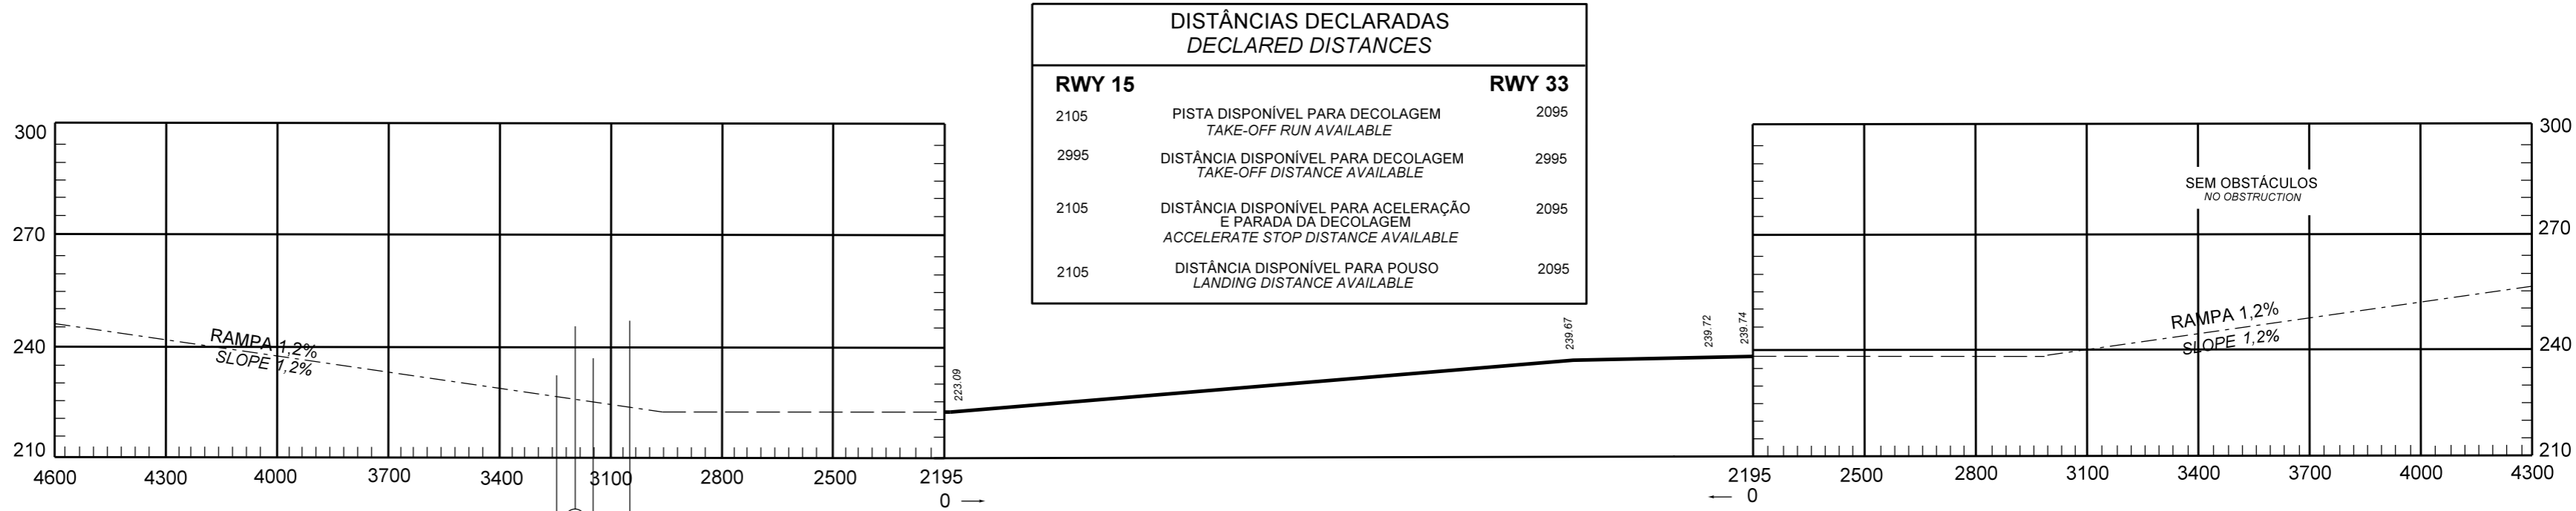 DISTÂNCIAS DECLARADAS
DECLARED DISTANCES
RWY 15 RWY 33
2105 PISTA DISPONÍVEL PARA DECOLAGEM 2095
TAKE-OFF RUN AVAILABLE
2995 DISTÂNCIA DISPONÍVEL PARA DECOLAGEM 2995
TAKE-OFF DISTANCE AVAILABLE
2105 DISTÂNCIA DISPONÍVEL PARA ACELERAÇÃO 2095
E PARADA DA DECOLAGEM
ACCELERATE STOP DISTANCE AVAILABLE
2105 DISTÂNCIA DISPONÍVEL PARA POUSO 2095
LANDING DISTANCE AVAILABLE
300
270
240
210
RAMPA 1,2%
SLOPE 1,2%
4600 4300 4000 3700 3400 3100 2800 2500 2195
0
223.09
239.67
239.72
239.74
SEM OBSTÁCULOS
NO OBSTRUCTION
RAMPA 1,2%
SLOPE 1,2%
300
270
240
210
2195 2500 2800 3100 3400 3700 4000 4300
0